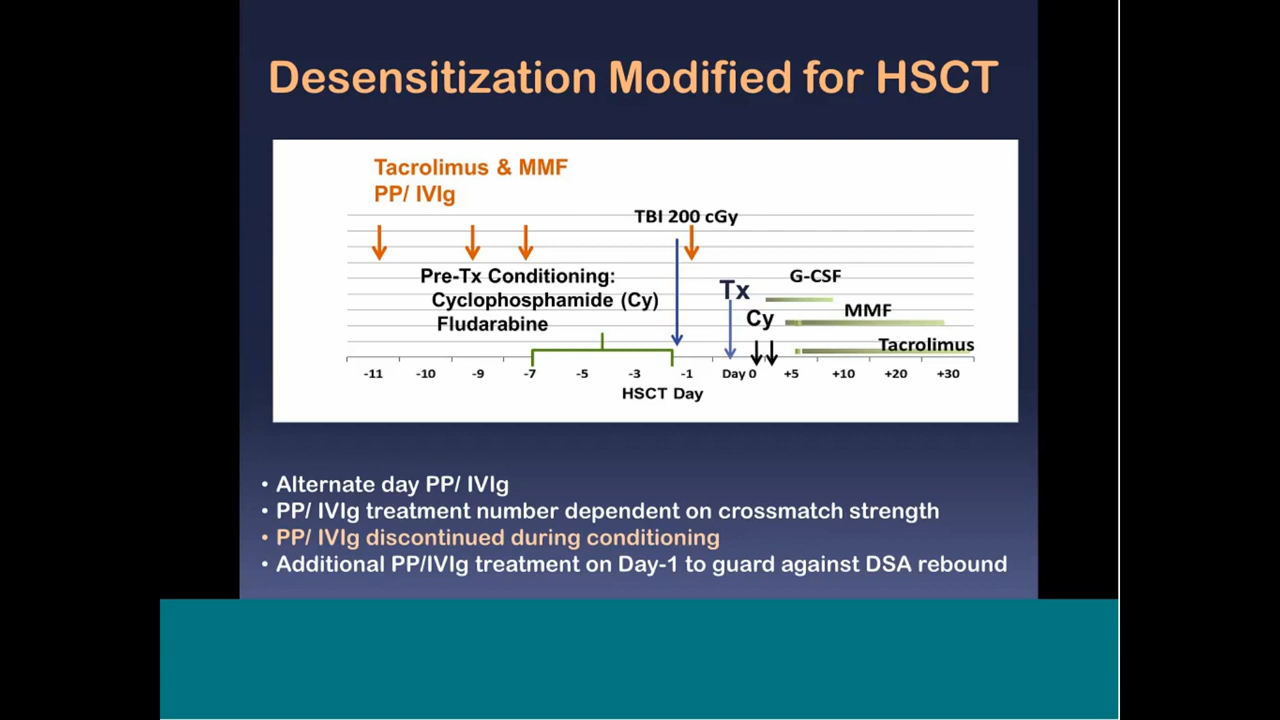 Desensitization Modified for HSCT
Tacrolimus & MMF
PP/ IVIg
TBI 200 cGy
Pre-Tx Conditioning:
Cyclophosphamide (Cy)
Fludarabine
Tx
G-CSF
Cy
MMF
Tacrolimus
-11 -10 -9 -7 -5 -3 -1 Day 0 +5 +10 +20 +30
HSCT Day
• Alternate day PP/ IVIg
• PP/ IVIg treatment number dependent on crossmatch strength
• PP/ IVIg discontinued during conditioning
• Additional PP/IVIg treatment on Day-1 to guard against DSA rebound